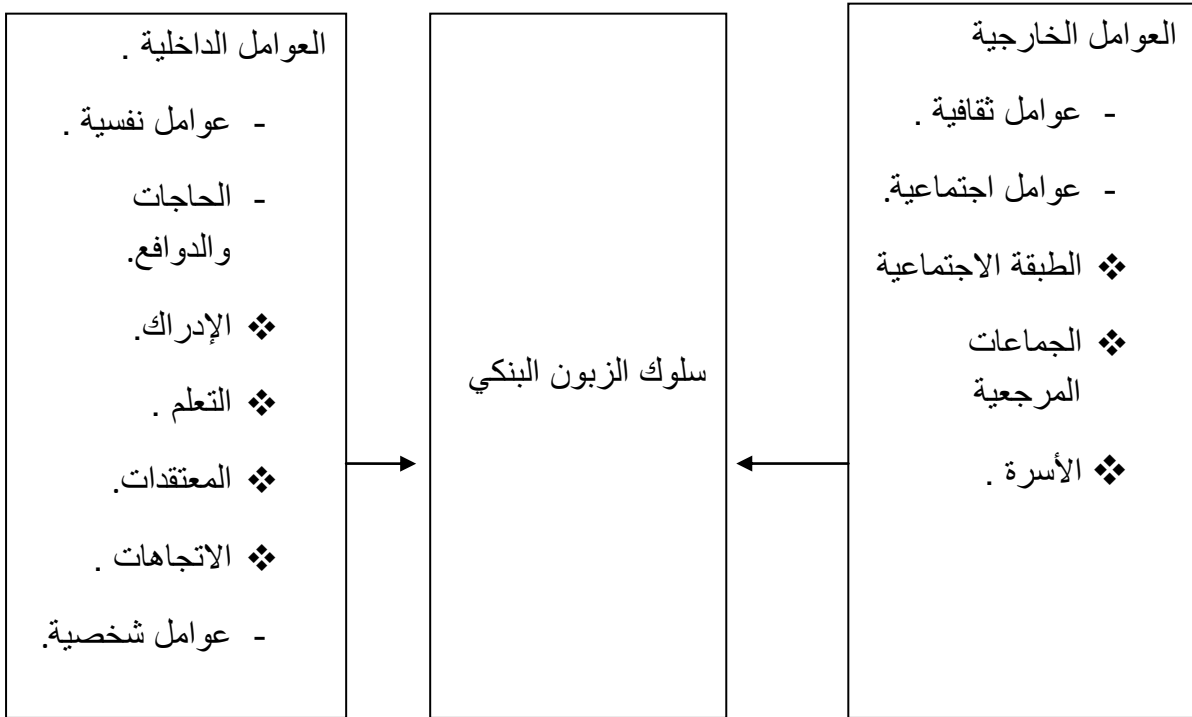 العوامل الخارجية
- عوامل ثقافية .
- عوامل اجتماعية.
❖ الطبقة الاجتماعية
❖ الجماعات
المرجعية
❖ الأسرة .
سلوك الزبون البنكي
العوامل الداخلية .
- عوامل نفسية .
- الحاجات
والدوافع.
❖ الإدراك.
❖ التعلم .
❖ المعتقدات.
❖ الاتجاهات .
- عوامل شخصية.